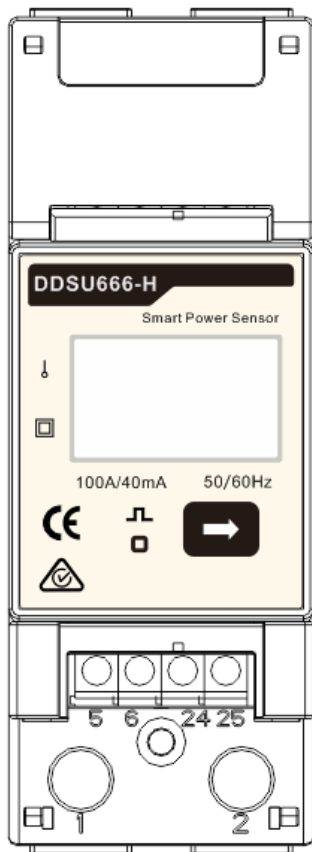 DDSU666-H
Smart Power Sensor
100A/40mA 50/60Hz
CE
5 6 24 25
1 2